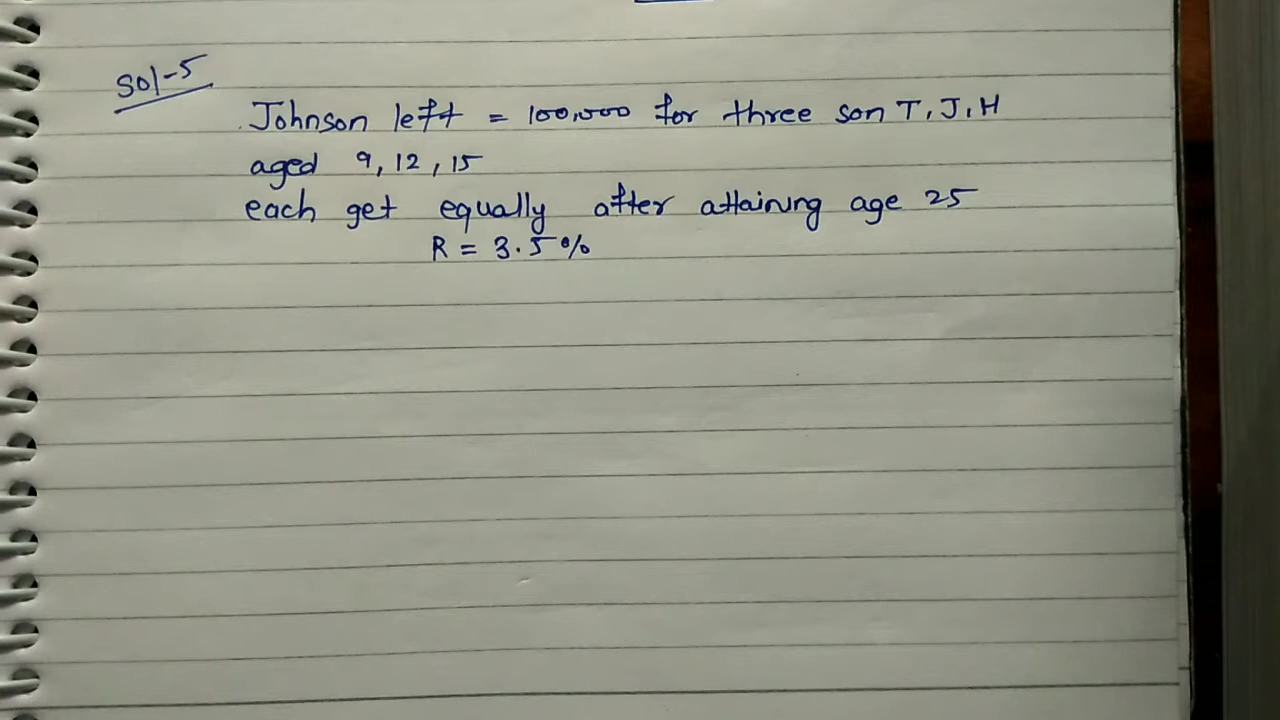 Sol-5
Johnson left = 100,000 for three son T, J, H
aged 9, 12, 15
each get equally after attaining age 25
R = 3.5%